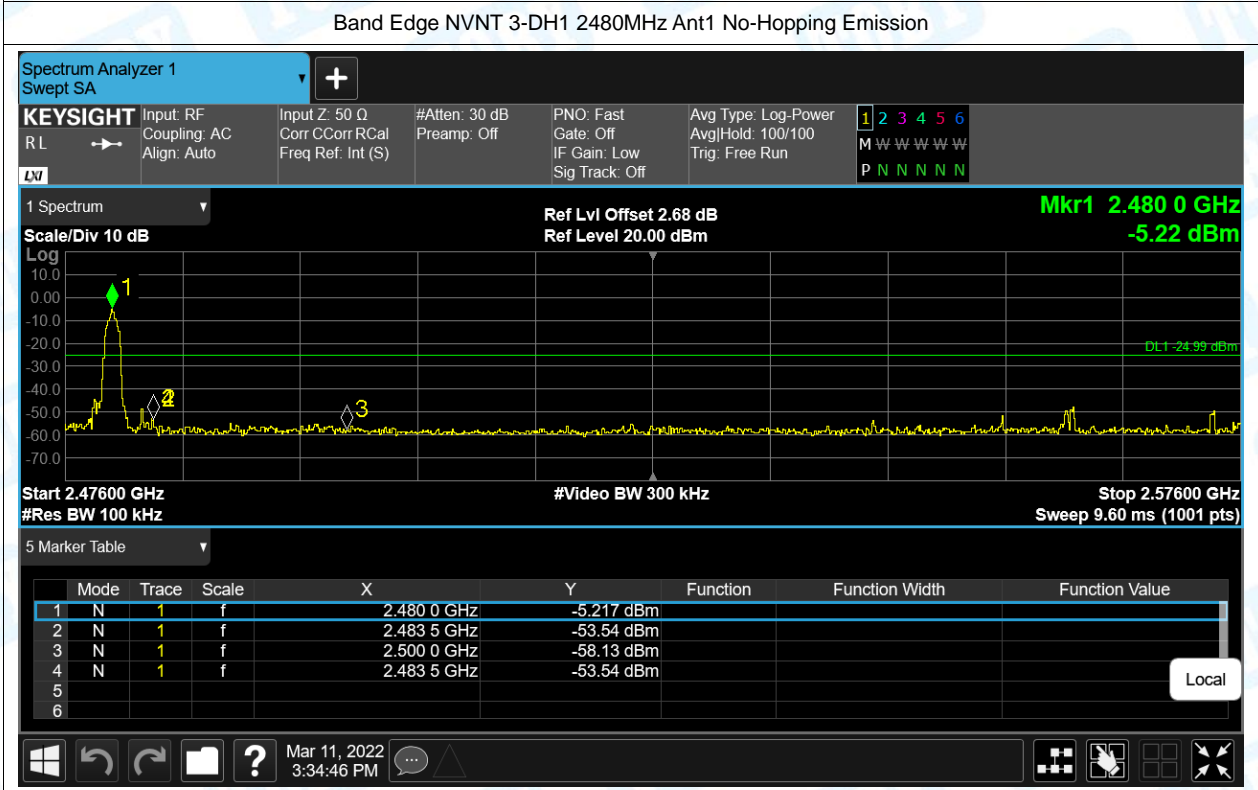 Band Edge NVNT 3-DH1 2480MHz Ant1 No-Hopping Emission
Spectrum Analyzer 1
Swept SA
KEYSIGHT
RL
LXI
Input: RF
Coupling: AC
Align: Auto
Input Z: 50 Ω
Corr CCorr RCal
Freq Ref: Int (S)
#Atten: 30 dB
Preamp: Off
PNO: Fast
Gate: Off
IF Gain: Low
Sig Track: Off
Avg Type: Log-Power
Avg|Hold: 100/100
Trig: Free Run
1 2 3 4 5 6
M W W W W W
P N N N N N
1 Spectrum
Scale/Div 10 dB
Ref Lvl Offset 2.68 dB
Ref Level 20.00 dBm
Mkr1 2.480 0 GHz
-5.22 dBm
Log
10.0
0.00
-10.0
-20.0
-30.0
-40.0
-50.0
-60.0
-70.0
1
3
DL1 -24.99 dBm
Start 2.47600 GHz
#Video BW 300 kHz
Stop 2.57600 GHz
#Res BW 100 kHz
Sweep 9.60 ms (1001 pts)
5 Marker Table
Mode Trace Scale X Y Function Function Width Function Value
1 N 1 f 2.480 0 GHz -5.217 dBm
2 N 1 f 2.483 5 GHz -53.54 dBm
3 N 1 f 2.500 0 GHz -58.13 dBm
4 N 1 f 2.483 5 GHz -53.54 dBm
5
6
Local
?
Mar 11, 2022
3:34:46 PM